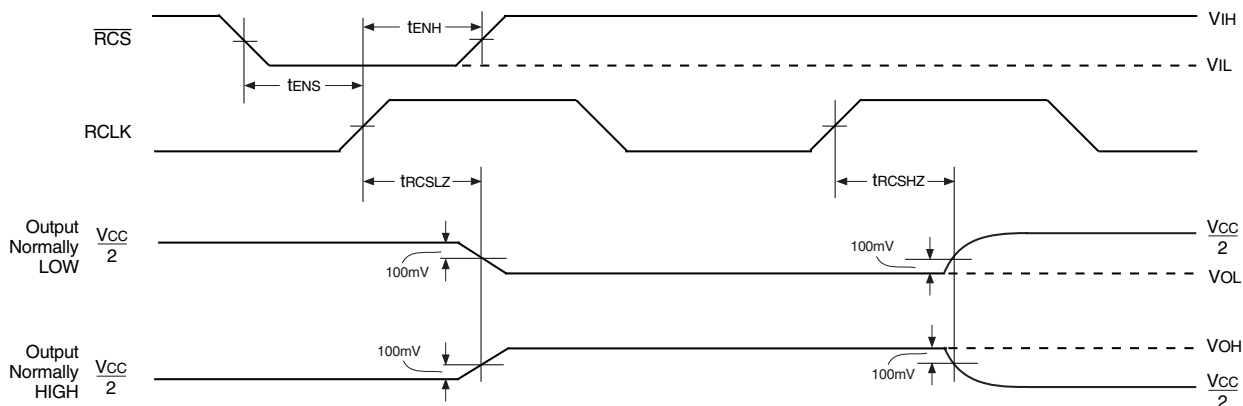 RCS
tENH
VIH
tENS
VIL
RCLK
tRCSLZ
tRCSHZ
Output
Normally
LOW
VCC
2
100mV
100mV
VCC
2
VOL
Output
Normally
HIGH
VCC
2
100mV
100mV
VOH
VCC
2